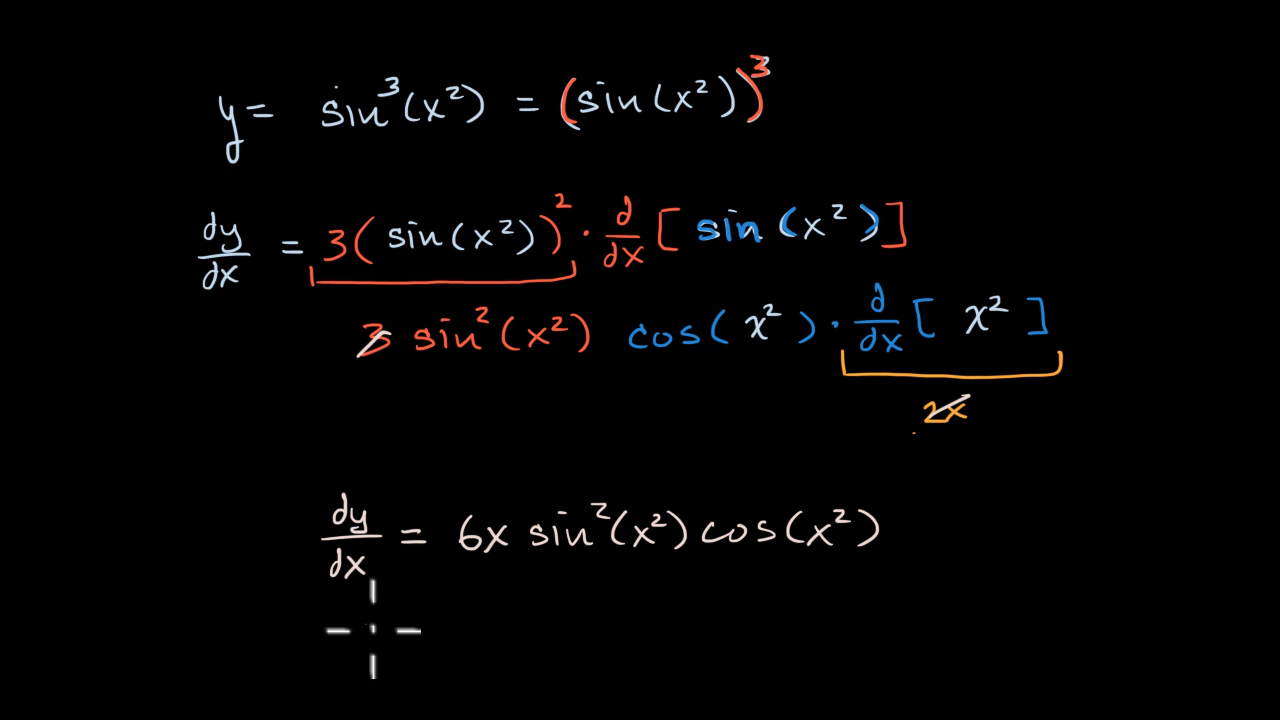 y = sin³(x²) = (sin(x²))³
dy/dx = 3(sin(x²))² · d/dx [sin(x²)]
3 sin²(x²) cos(x²) · d/dx [x²]
2x
dy/dx = 6x sin²(x²) cos(x²)